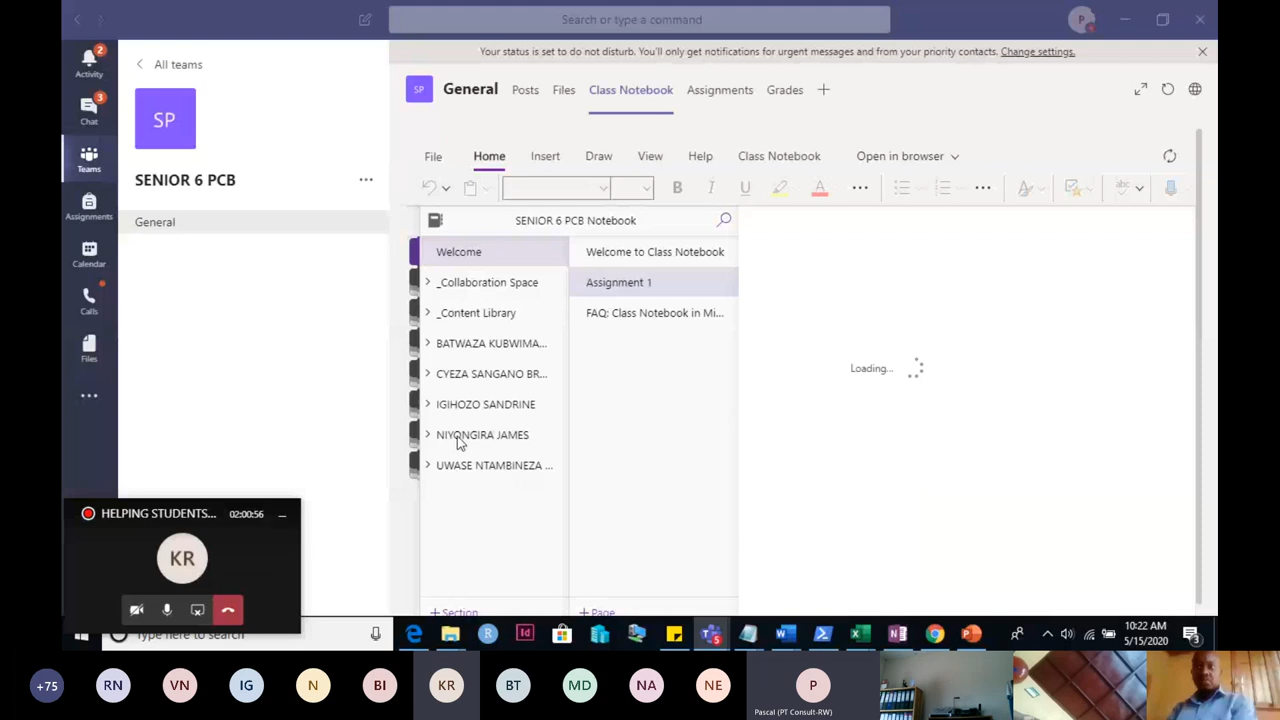 Search or type a command
P
Your status is set to do not disturb. You'll only get notifications for urgent messages and from your priority contacts. Change settings.
2
Activity
3
Chat
Teams
Assignments
Calendar
Calls
Files
All teams
SP
SENIOR 6 PCB
General
SP
General
Posts
Files
Class Notebook
Assignments
Grades
File
Home
Insert
Draw
View
Help
Class Notebook
Open in browser
B
I
U
A
abc
SENIOR 6 PCB Notebook
Welcome
_Collaboration Space
_Content Library
BATWAZA KUBWIMA...
CYEZA SANGANO BR...
IGIHOZO SANDRINE
NIYONGIRA JAMES
UWASE NTAMBINEZA ...
+ Section
Welcome to Class Notebook
Assignment 1
FAQ: Class Notebook in Mi...
+ Page
Loading...
HELPING STUDENTS...
02:00:56
KR
Type here to search
10:22 AM
5/15/2020
3
+75
RN
VN
IG
N
BI
KR
BT
MD
NA
NE
P
Pascal (PT Consult-RW)